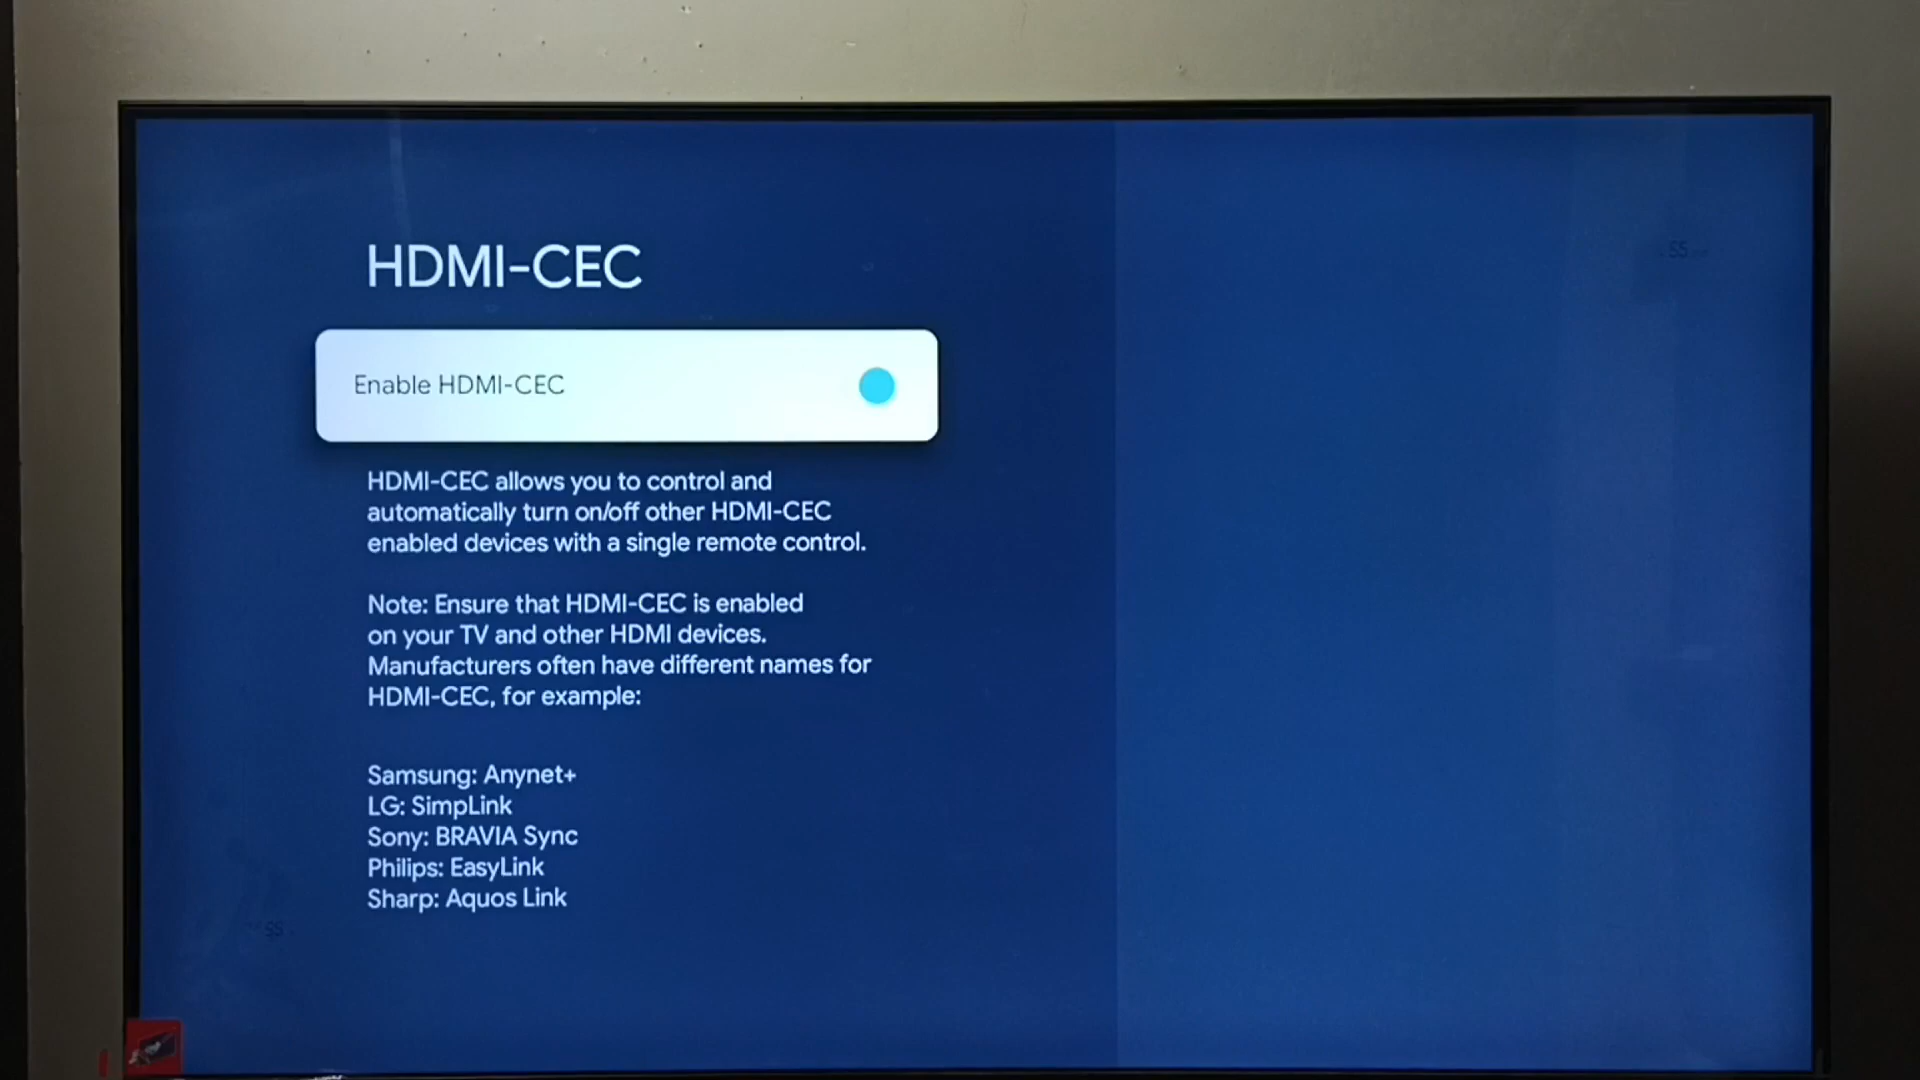 HDMI-CEC
Enable HDMI-CEC
HDMI-CEC allows you to control and
automatically turn on/off other HDMI-CEC
enabled devices with a single remote control.
Note: Ensure that HDMI-CEC is enabled
on your TV and other HDMI devices.
Manufacturers often have different names for
HDMI-CEC, for example:
Samsung: Anynet+
LG: SimpLink
Sony: BRAVIA Sync
Philips: EasyLink
Sharp: Aquos Link